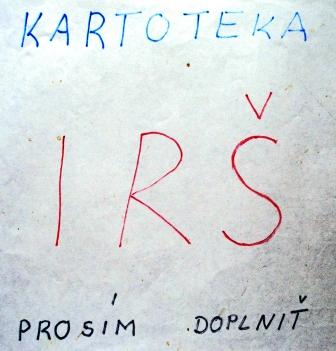 KARTOTEKA
IRŠ
PROSÍM DOPLNIŤ